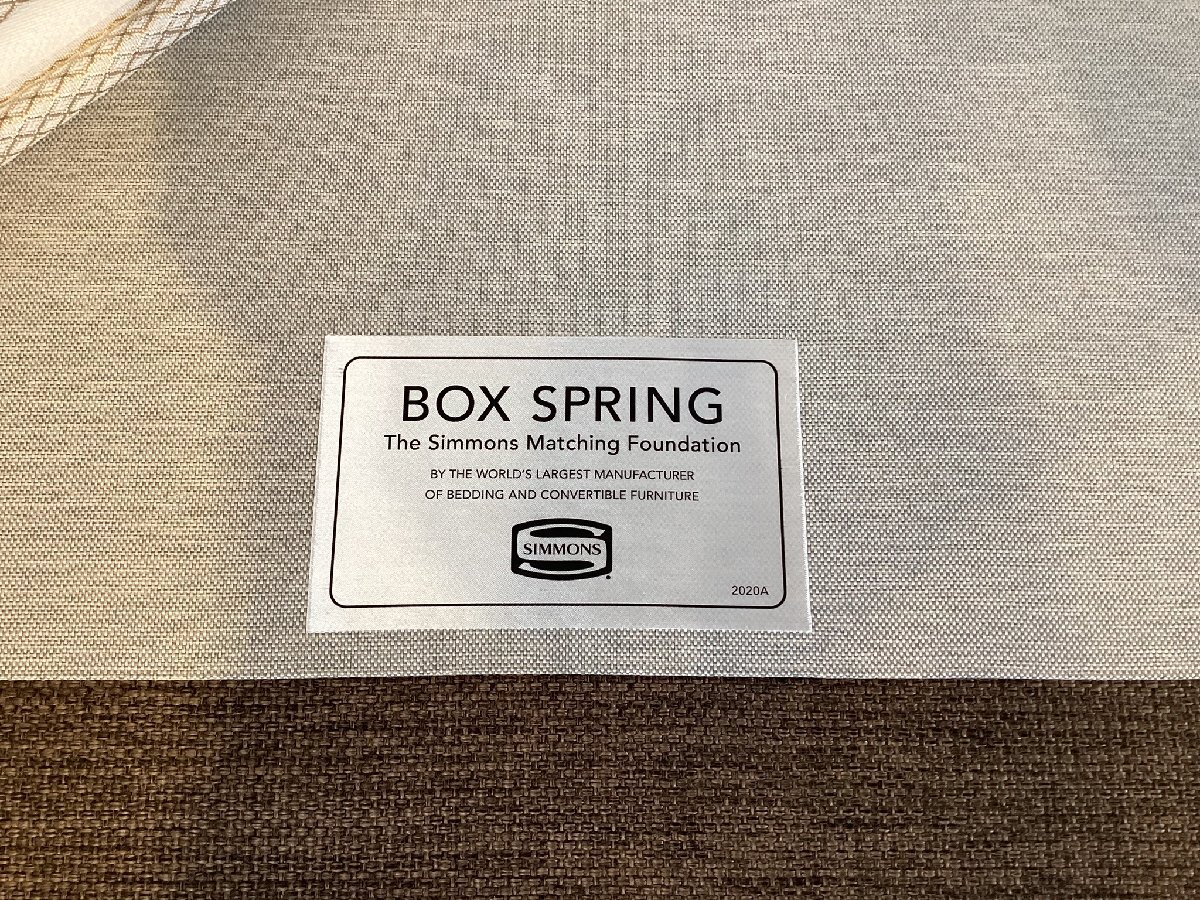 BOX SPRING
The Simmons Matching Foundation
BY THE WORLD'S LARGEST MANUFACTURER
OF BEDDING AND CONVERTIBLE FURNITURE
SIMMONS
2020A